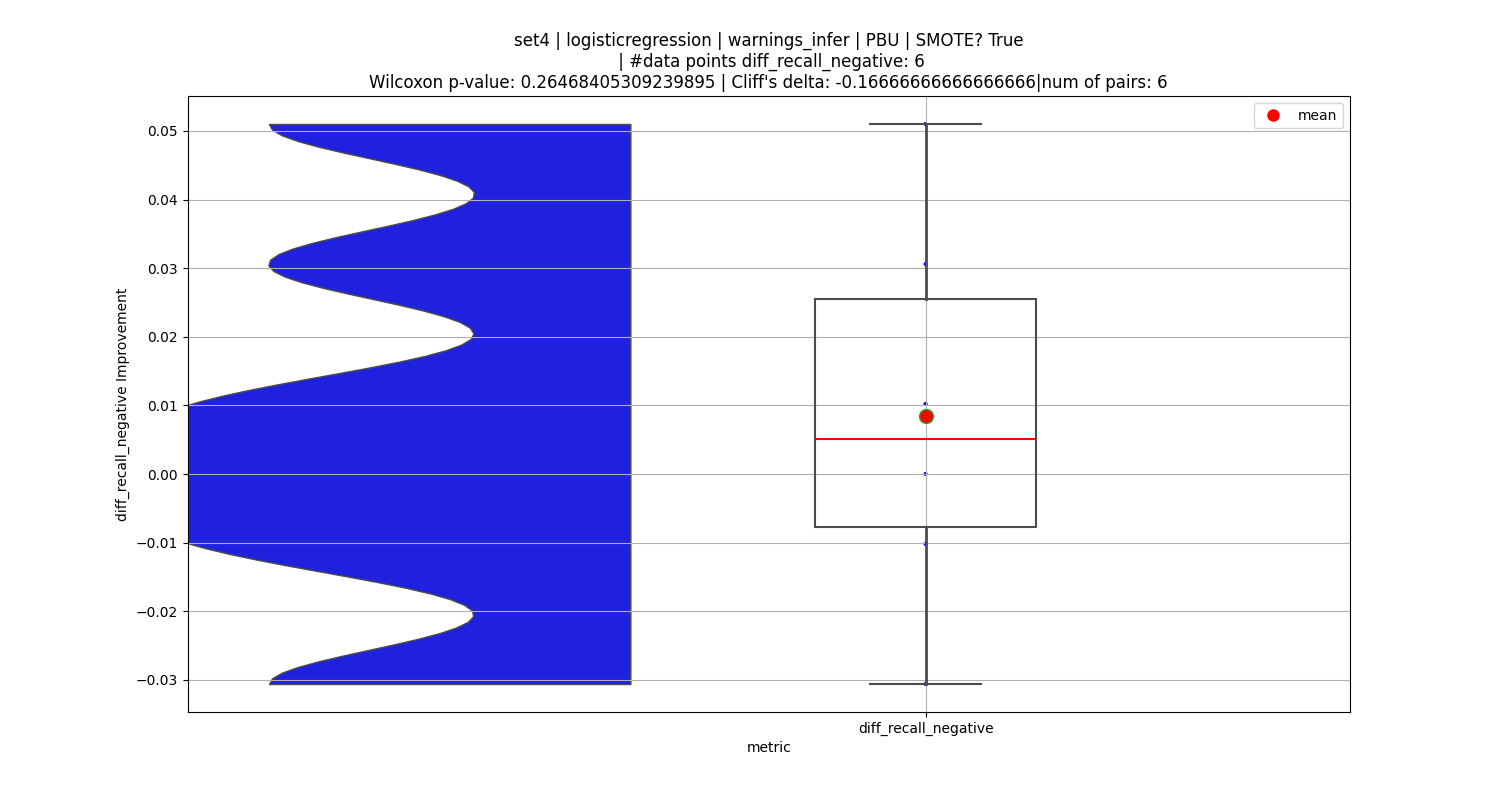 set4 | logisticregression | warnings_infer | PBU | SMOTE? True
| #data points diff_recall_negative: 6
Wilcoxon p-value: 0.26468405309239895 | Cliff's delta: -0.16666666666666666|num of pairs: 6
mean
0.05
0.04
0.03
0.02
0.01
0.00
−0.01
−0.02
−0.03
diff_recall_negative Improvement
diff_recall_negative
metric